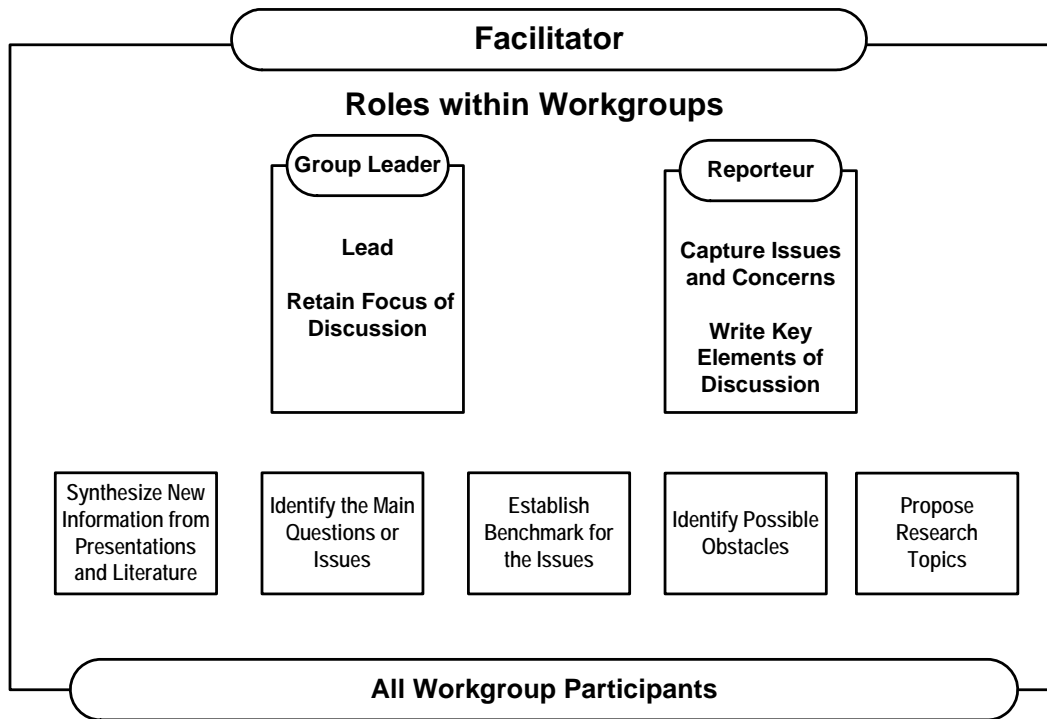 Facilitator
Roles within Workgroups
Group Leader
Lead
Retain Focus of
Discussion
Reporteur
Capture Issues
and Concerns
Write Key
Elements of
Discussion
Synthesize New
Information from
Presentations
and Literature
Identify the Main
Questions or
Issues
Establish
Benchmark for
the Issues
Identify Possible
Obstacles
Propose
Research
Topics
All Workgroup Participants